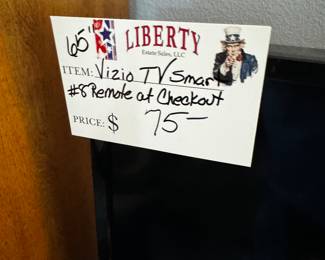 65" LIBERTY
Estate Sales, LLC
ITEM: Vizio TV Smart
#8 Remote at Checkout
PRICE: $ 75-